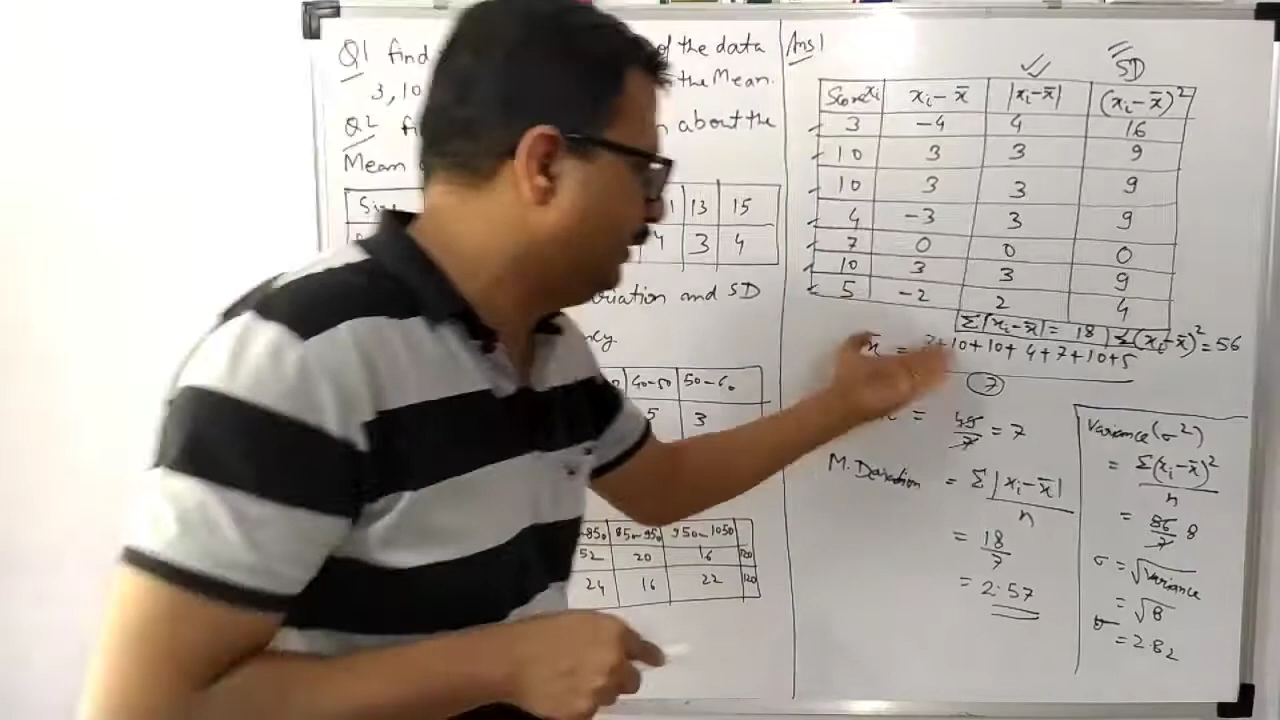 Q1 find of the data
3, 10 the Mean.
Q2 about the
Mean
13 15
4 3 4
and SD
40-50 50-60
5 3
-850 850-950 950-1050
52 20 16 120
24 16 22 120
Ans 1
SD
Score xᵢ xᵢ-x̄ |xᵢ-x̄| (xᵢ-x̄)²
3 -4 4 16
10 3 3 9
10 3 3 9
4 -3 3 9
7 0 0 0
10 3 3 9
5 -2 2 4
Σ|xᵢ-x̄| = 18 Σ(xᵢ-x̄)² = 56
x̄ = 3+10+10+4+7+10+5
7
= 49/7 = 7
M. Deviation = Σ|xᵢ-x̄|/n
= 18/7
= 2.57
Variance (σ²)
= Σ(xᵢ-x̄)²/n
= 56/7 8
σ = √Variance
= √8
σ = 2.82